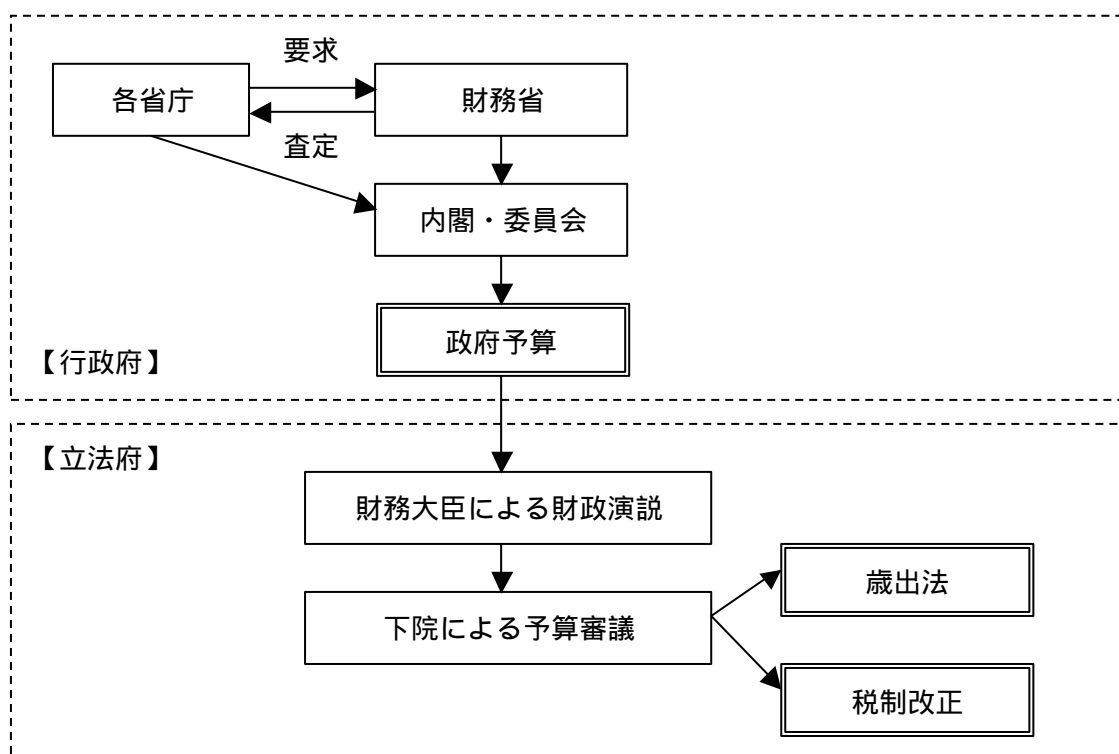 要求
各省庁
財務省
査定
内閣・委員会
政府予算
【行政府】
【立法府】
財務大臣による財政演説
歳出法
下院による予算審議
税制改正